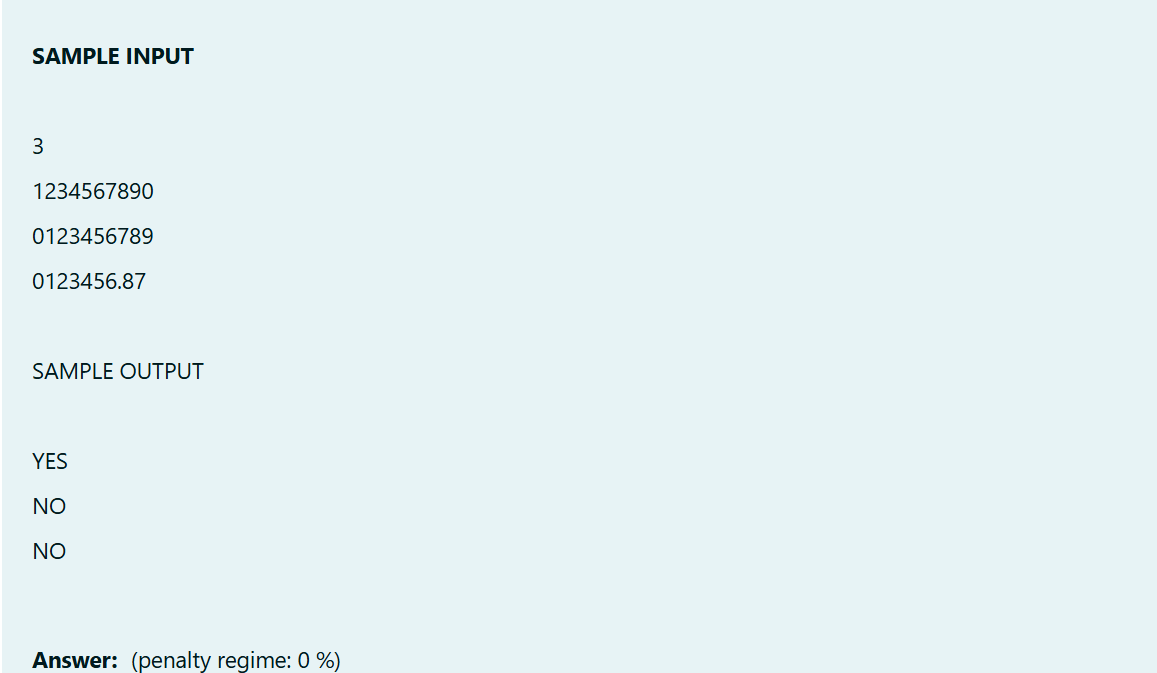 SAMPLE INPUT
3
1234567890
0123456789
0123456.87
SAMPLE OUTPUT
YES
NO
NO
Answer: (penalty regime: 0 %)